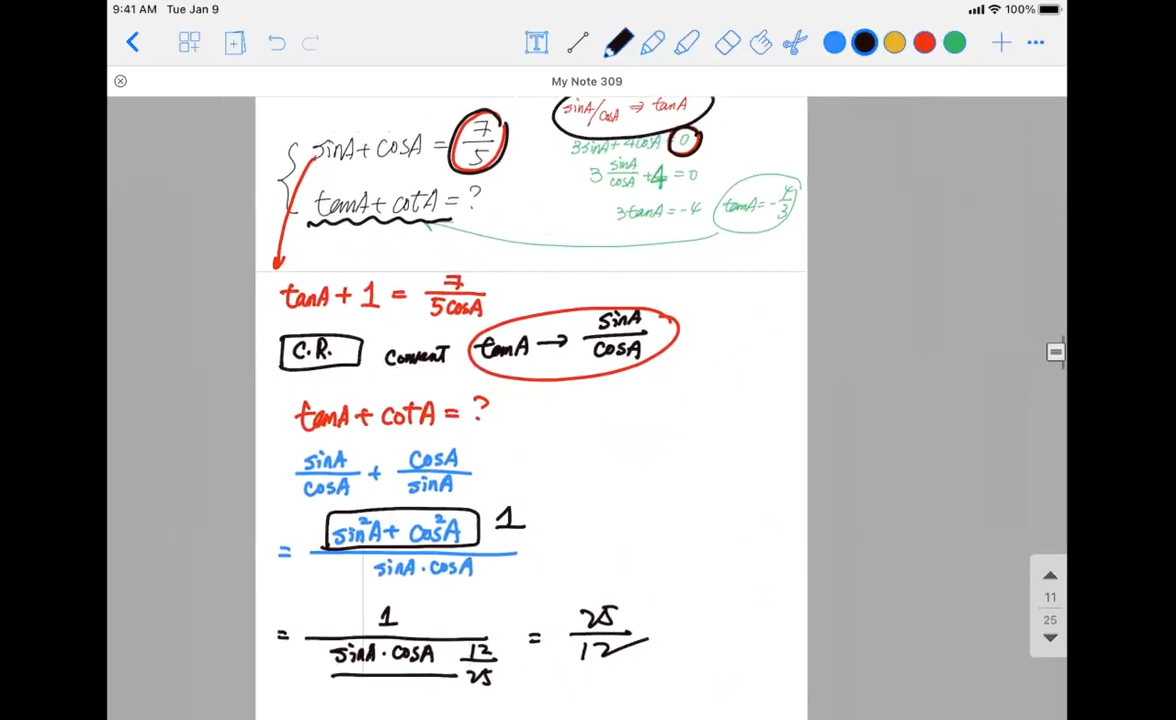 9:41 AM Tue Jan 9
100%
T
My Note 309
sinA/cosA ⇒ tanA
sinA + cosA = 7/5
3sinA + 4cosA = 0
3 sinA/cosA + 4 = 0
tanA + cotA = ?
3tanA = -4
tanA = -4/3
tanA + 1 = 7/5cosA
C.R. Convert tanA → sinA/cosA
tanA + cotA = ?
sinA/cosA + cosA/sinA
= sin²A + cos²A / sinA · cosA 1
= 1 / sinA · cosA 12/25 = 25/12
11
25